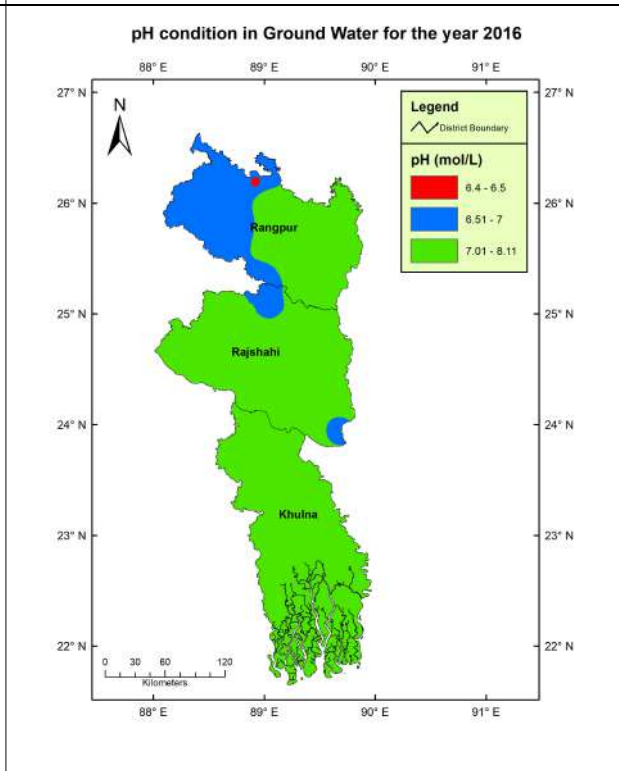 pH condition in Ground Water for the year 2016
88° E 89° E 90° E 91° E
27° N 27° N
N
Legend
District Boundary
pH (mol/L)
6.4 - 6.5
6.51 - 7
7.01 - 8.11
26° N 26° N
Rangpur
25° N 25° N
Rajshahi
24° N 24° N
Khulna
23° N 23° N
22° N 22° N
0 30 60 120
Kilometers
88° E 89° E 90° E 91° E